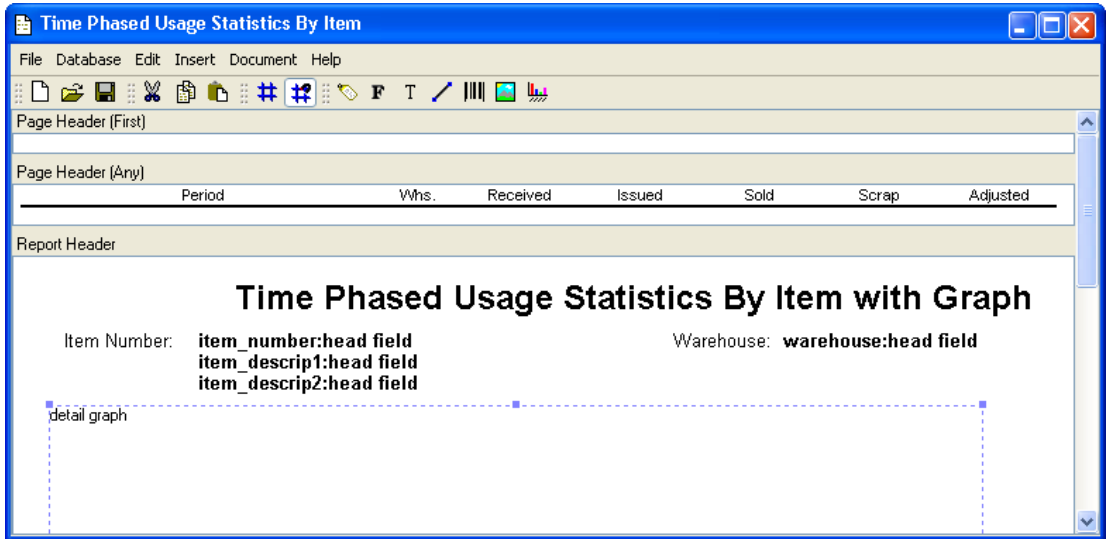 Time Phased Usage Statistics By Item
File Database Edit Insert Document Help
F T
Page Header (First)
Page Header (Any)
Period Whs. Received Issued Sold Scrap Adjusted
Report Header
Time Phased Usage Statistics By Item with Graph
Item Number: item_number:head field Warehouse: warehouse:head field
item_descrip1:head field
item_descrip2:head field
detail graph